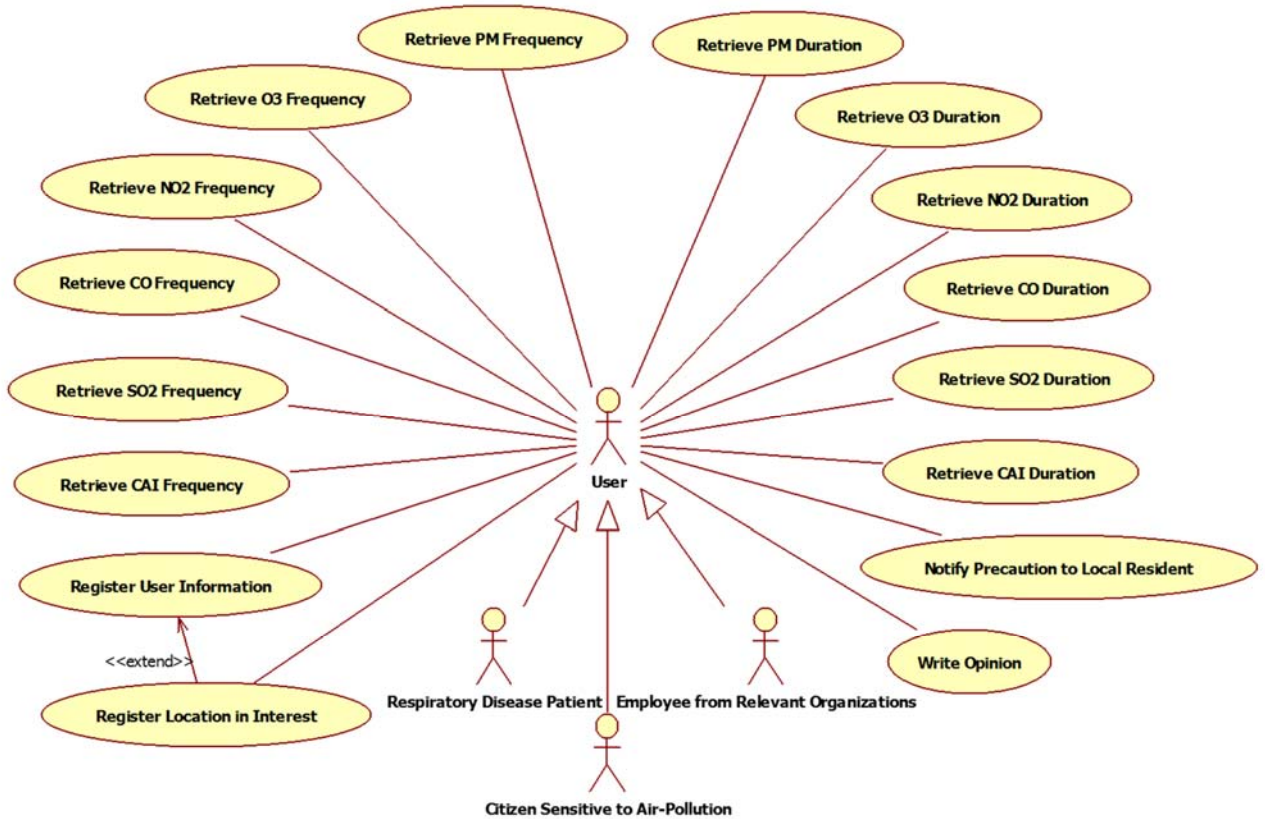 Retrieve PM Frequency
Retrieve PM Duration
Retrieve O3 Frequency
Retrieve O3 Duration
Retrieve NO2 Frequency
Retrieve NO2 Duration
Retrieve CO Frequency
Retrieve CO Duration
Retrieve SO2 Frequency
Retrieve SO2 Duration
Retrieve CAI Frequency
Retrieve CAI Duration
User
Register User Information
Notify Precaution to Local Resident
<<extend>>
Write Opinion
Register Location in Interest
Respiratory Disease Patient
Employee from Relevant Organizations
Citizen Sensitive to Air-Pollution